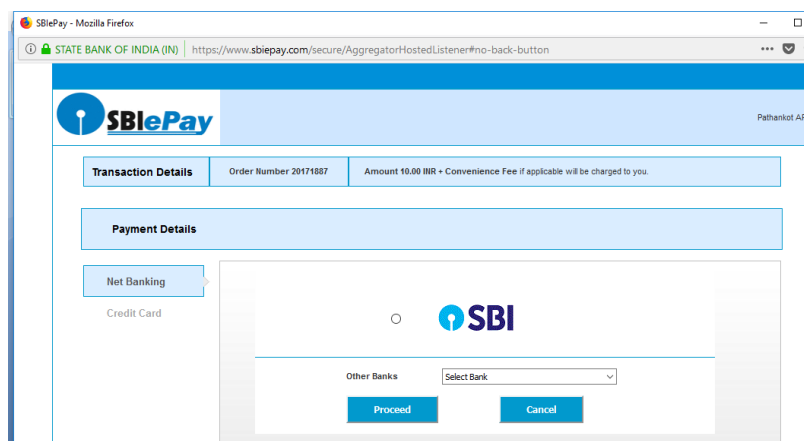 SBIePay - Mozilla Firefox
STATE BANK OF INDIA (IN) https://www.sbiepay.com/secure/AggregatorHostedListener#no-back-button
SBIePay
Pathankot
Transaction Details Order Number 20171887 Amount 10.00 INR + Convenience Fee if applicable will be charged to you.
Payment Details
Net Banking
Credit Card
SBI
Other Banks Select Bank
Proceed Cancel